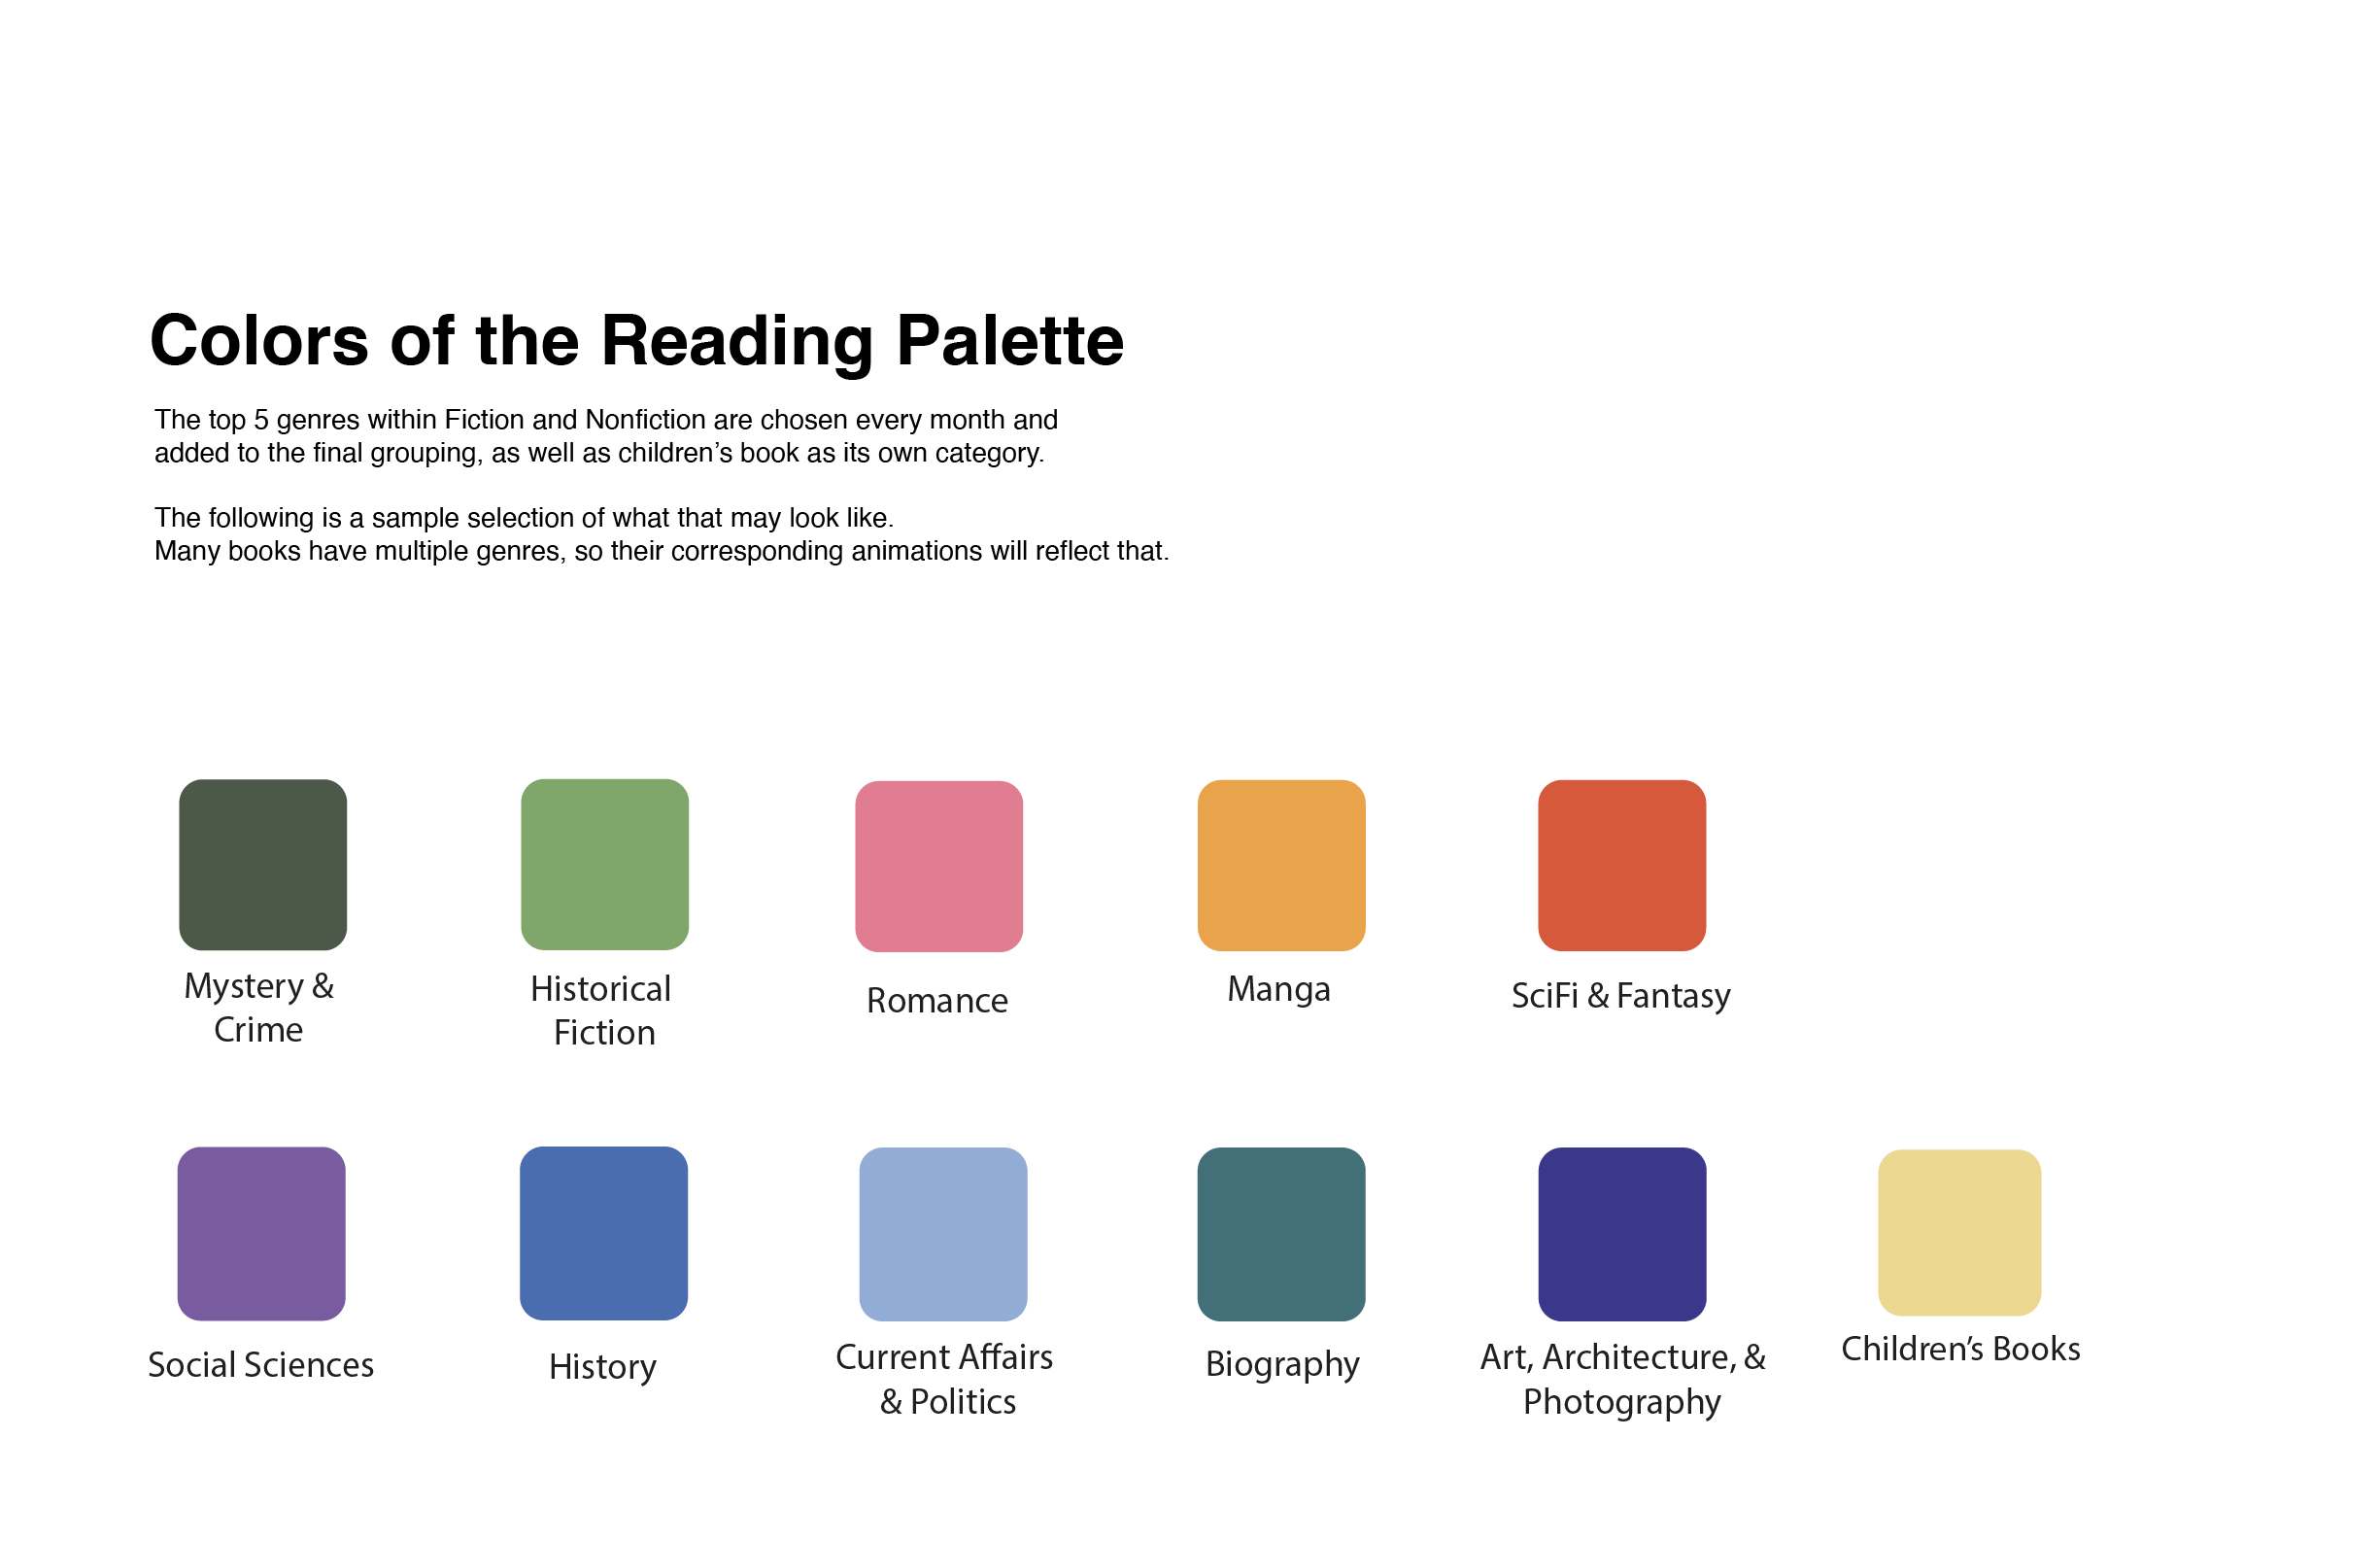 Colors of the Reading Palette
The top 5 genres within Fiction and Nonfiction are chosen every month and
added to the final grouping, as well as children’s book as its own category.
The following is a sample selection of what that may look like.
Many books have multiple genres, so their corresponding animations will reflect that.
Mystery &
Crime
Historical
Fiction
Romance
Manga
SciFi & Fantasy
Social Sciences
History
Current Affairs
& Politics
Biography
Art, Architecture, &
Photography
Children’s Books